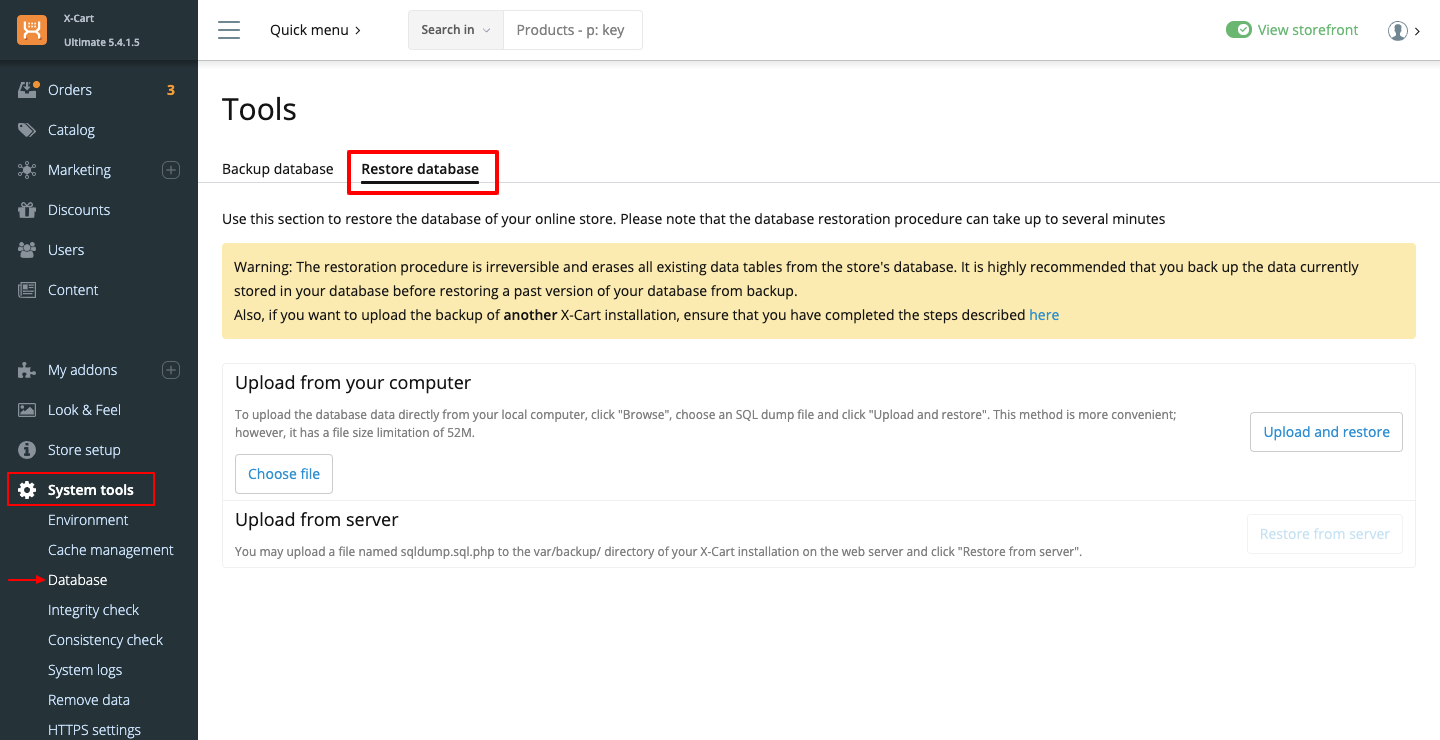 X-Cart
Ultimate 5.4.1.5
Quick menu
Search in
Products - p: key
View storefront
Orders
3
Catalog
Marketing
Discounts
Users
Content
My addons
Look & Feel
Store setup
System tools
Environment
Cache management
Database
Integrity check
Consistency check
System logs
Remove data
HTTPS settings
Tools
Backup database
Restore database
Use this section to restore the database of your online store. Please note that the database restoration procedure can take up to several minutes
Warning: The restoration procedure is irreversible and erases all existing data tables from the store's database. It is highly recommended that you back up the data currently
stored in your database before restoring a past version of your database from backup.
Also, if you want to upload the backup of another X-Cart installation, ensure that you have completed the steps described here
Upload from your computer
To upload the database data directly from your local computer, click "Browse", choose an SQL dump file and click "Upload and restore". This method is more convenient;
however, it has a file size limitation of 52M.
Upload and restore
Choose file
Upload from server
You may upload a file named sqldump.sql.php to the var/backup/ directory of your X-Cart installation on the web server and click "Restore from server".
Restore from server